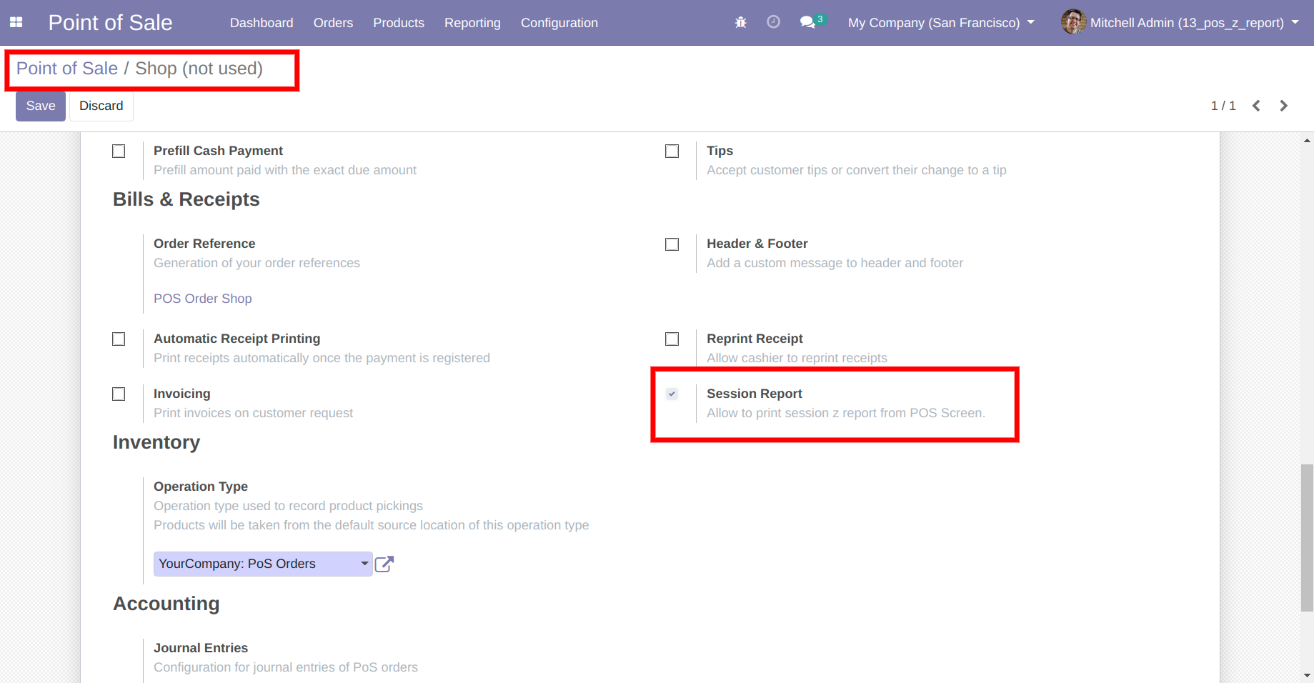 Point of Sale Dashboard Orders Products Reporting Configuration 3 My Company (San Francisco) Mitchell Admin (13_pos_z_report)
Point of Sale / Shop (not used)
Save Discard 1 / 1
Prefill Cash Payment
Prefill amount paid with the exact due amount
Tips
Accept customer tips or convert their change to a tip
Bills & Receipts
Order Reference
Generation of your order references
POS Order Shop
Header & Footer
Add a custom message to header and footer
Automatic Receipt Printing
Print receipts automatically once the payment is registered
Reprint Receipt
Allow cashier to reprint receipts
Invoicing
Print invoices on customer request
Session Report
Allow to print session z report from POS Screen.
Inventory
Operation Type
Operation type used to record product pickings
Products will be taken from the default source location of this operation type
YourCompany: PoS Orders
Accounting
Journal Entries
Configuration for journal entries of PoS orders